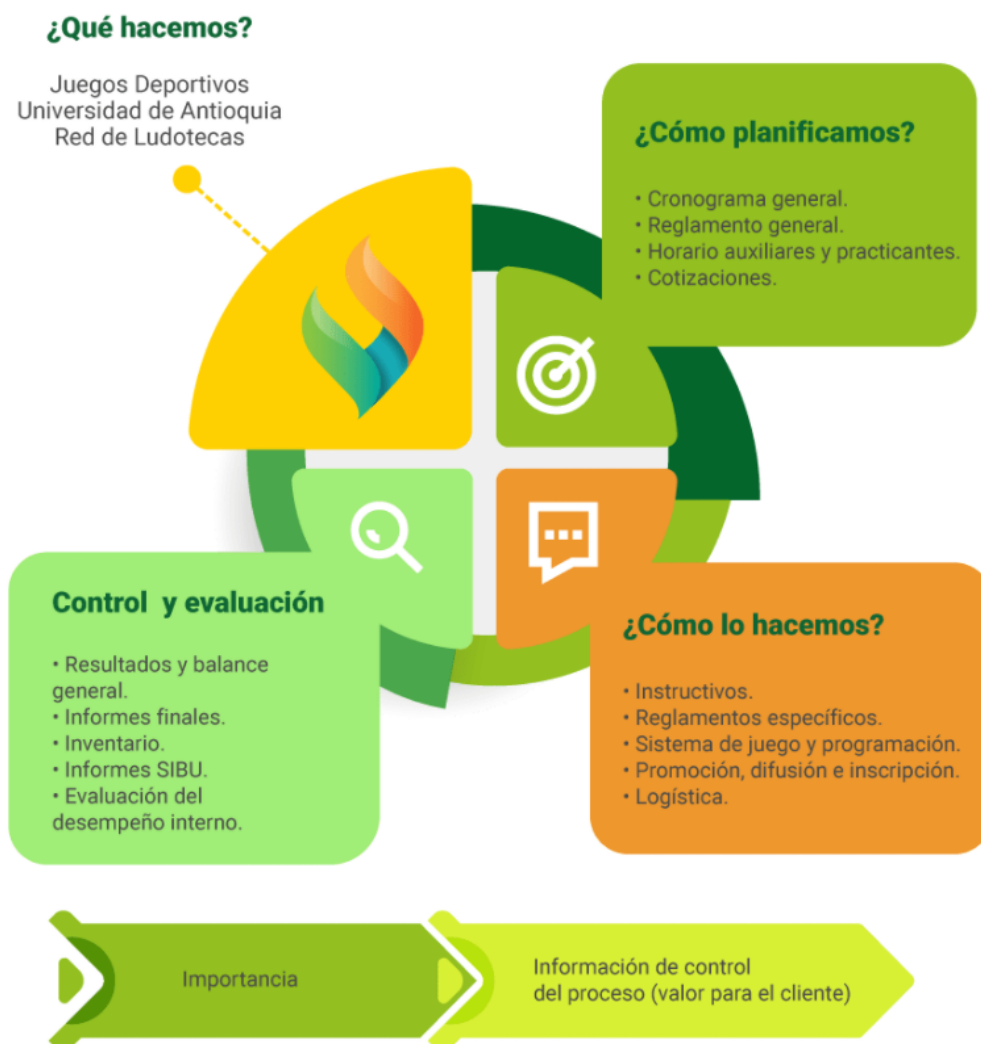 ¿Qué hacemos?
Juegos Deportivos
Universidad de Antioquia
Red de Ludotecas
¿Cómo planificamos?
• Cronograma general.
• Reglamento general.
• Horario auxiliares y practicantes.
• Cotizaciones.
Control y evaluación
• Resultados y balance
general.
• Informes finales.
• Inventario.
• Informes SIBU.
• Evaluación del
desempeño interno.
¿Cómo lo hacemos?
• Instructivos.
• Reglamentos específicos.
• Sistema de juego y programación.
• Promoción, difusión e inscripción.
• Logística.
Importancia
Información de control
del proceso (valor para el cliente)